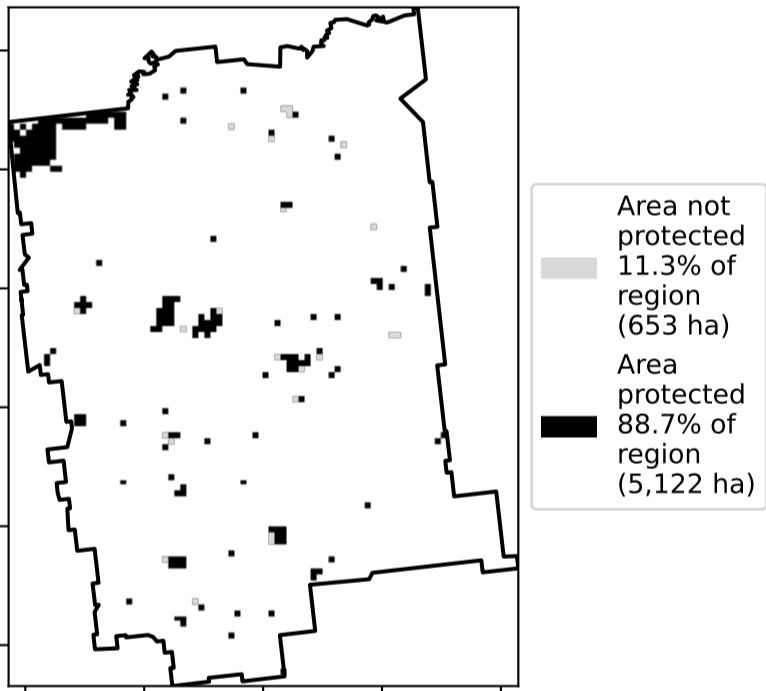 Area not
protected
11.3% of
region
(653 ha)
Area
protected
88.7% of
region
(5,122 ha)